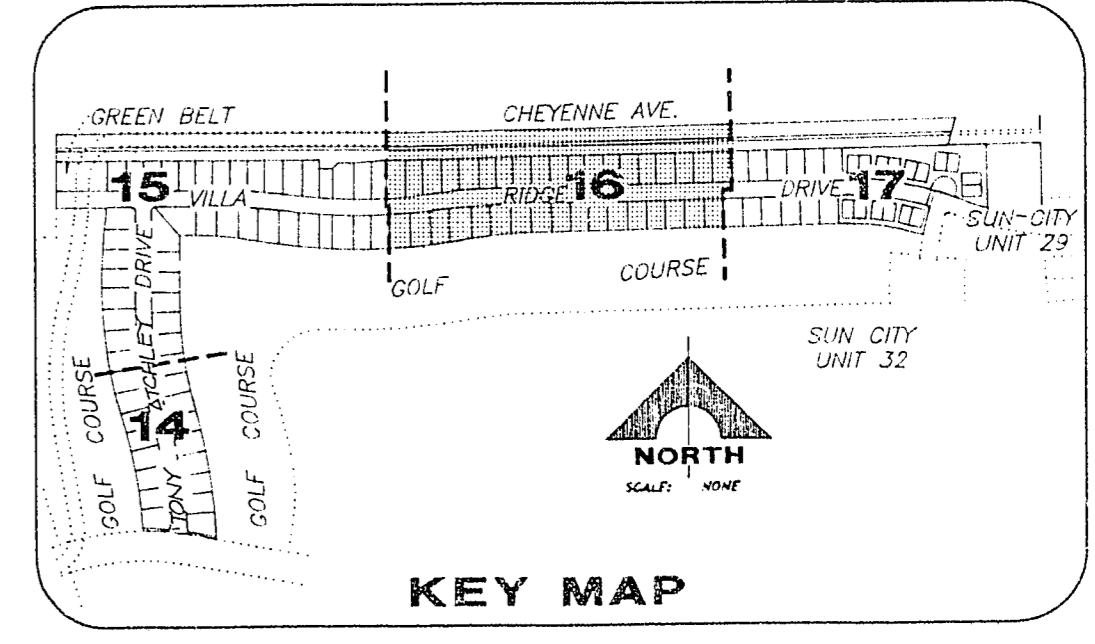 GREEN BELT
CHEYENNE AVE.
15
VILLA
RIDGE
16
DRIVE
17
SUN-CITY
UNIT 29
GOLF
COURSE
SUN CITY
UNIT 32
GOLF COURSE
TONY ATCHLEY DRIVE
14
GOLF COURSE
NORTH
SCALE: NONE
KEY MAP